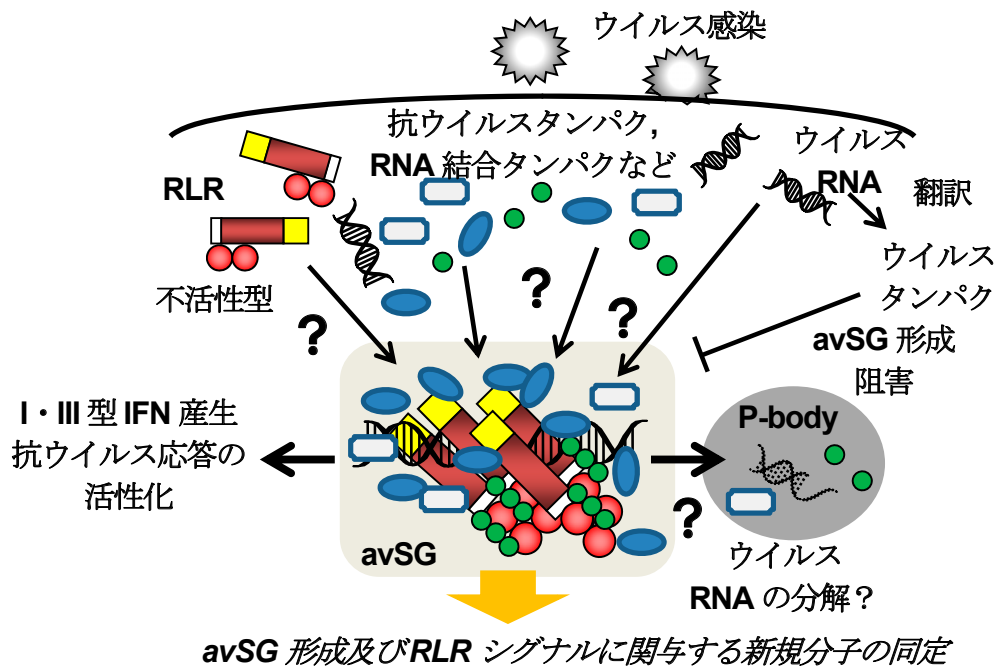 ウイルス感染
抗ウイルスタンパク,
RNA 結合タンパクなど
RLR
不活性型
ウイルス
RNA
翻訳
ウイルス
タンパク
avSG 形成
阻害
?
?
?
I・III 型 IFN 産生
抗ウイルス応答の
活性化
avSG
P-body
?
ウイルス
RNA の分解？
avSG 形成及び RLR シグナルに関与する新規分子の同定